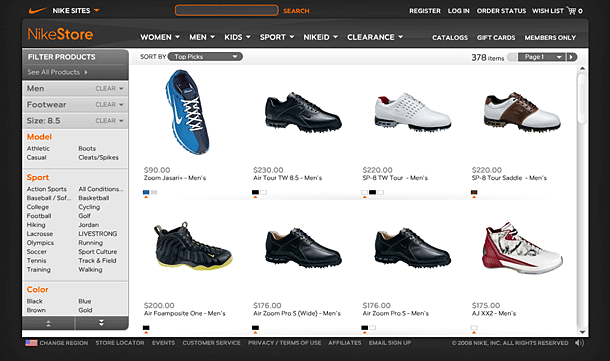 NIKE SITES
SEARCH
REGISTER LOG IN ORDER STATUS WISH LIST 0
NikeStore
WOMEN MEN KIDS SPORT NIKEiD CLEARANCE
CATALOGS GIFT CARDS MEMBERS ONLY
FILTER PRODUCTS
See All Products
Men CLEAR
Footwear CLEAR
Size: 8.5 CLEAR
Model
Athletic Boots
Casual Cleats/Spikes
Sport
Action Sports All Conditions...
Baseball / Sof... Basketball
College Cycling
Football Golf
Hiking Jordan
Lacrosse LIVESTRONG
Olympics Running
Soccer Sport Culture
Tennis Track & Field
Training Walking
Color
Black Blue
Brown Gold
SORT BY Top Picks
378 items Page 1
$90.00
Zoom Jasari+ - Men's
$230.00
Air Tour TW 8.5 - Men's
$220.00
SP-8 TW Tour - Men's
$220.00
SP-8 Tour Saddle - Men's
$200.00
Air Foamposite One - Men's
$176.00
Air Zoom Pro S (Wide) - Men's
$176.00
Air Zoom Pro S - Men's
$175.00
AJ XX2 - Men's
CHANGE REGION STORE LOCATOR EVENTS CUSTOMER SERVICE PRIVACY / TERMS OF USE AFFILIATES EMAIL SIGN UP
© 2008 NIKE, INC. ALL RIGHTS RESERVED